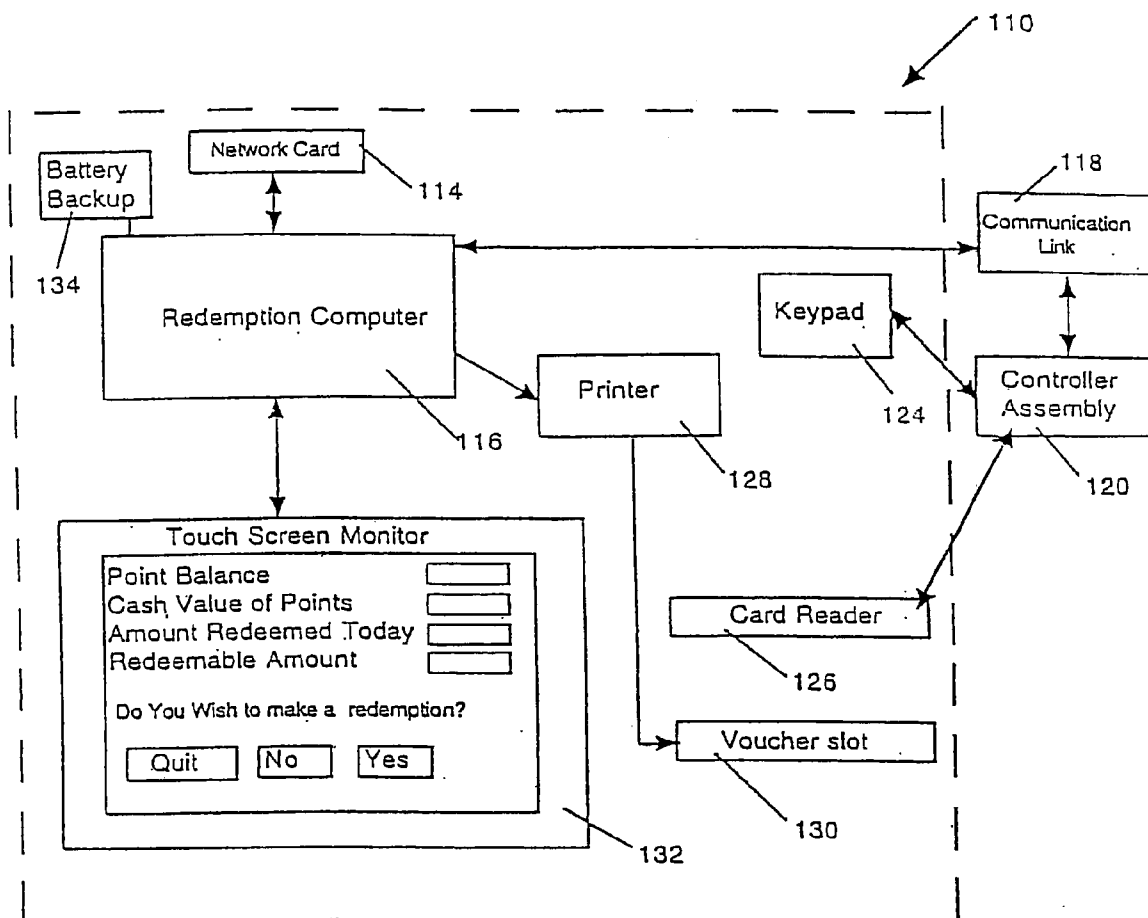 110
Network Card
114
Battery
Backup
134
118
Communication
Link
Redemption Computer
116
Keypad
124
Printer
128
Controller
Assembly
120
Touch Screen Monitor
Point Balance
Cash Value of Points
Amount Redeemed Today
Redeemable Amount
Do You Wish to make a redemption?
Quit
No
Yes
132
Card Reader
126
Voucher slot
130